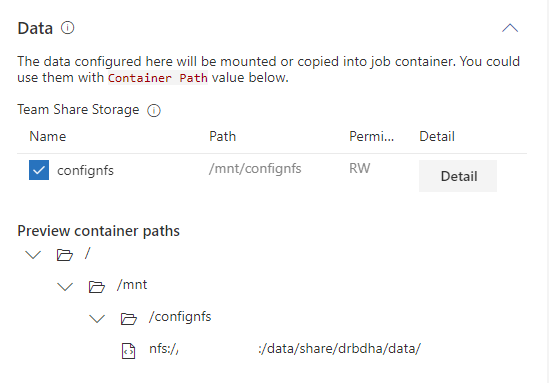 Data
The data configured here will be mounted or copied into job container. You could
use them with Container Path value below.
Team Share Storage
Name Path Permi... Detail
confignfs /mnt/confignfs RW Detail
Preview container paths
/
/mnt
/confignfs
nfs://, :/data/share/drbdha/data/